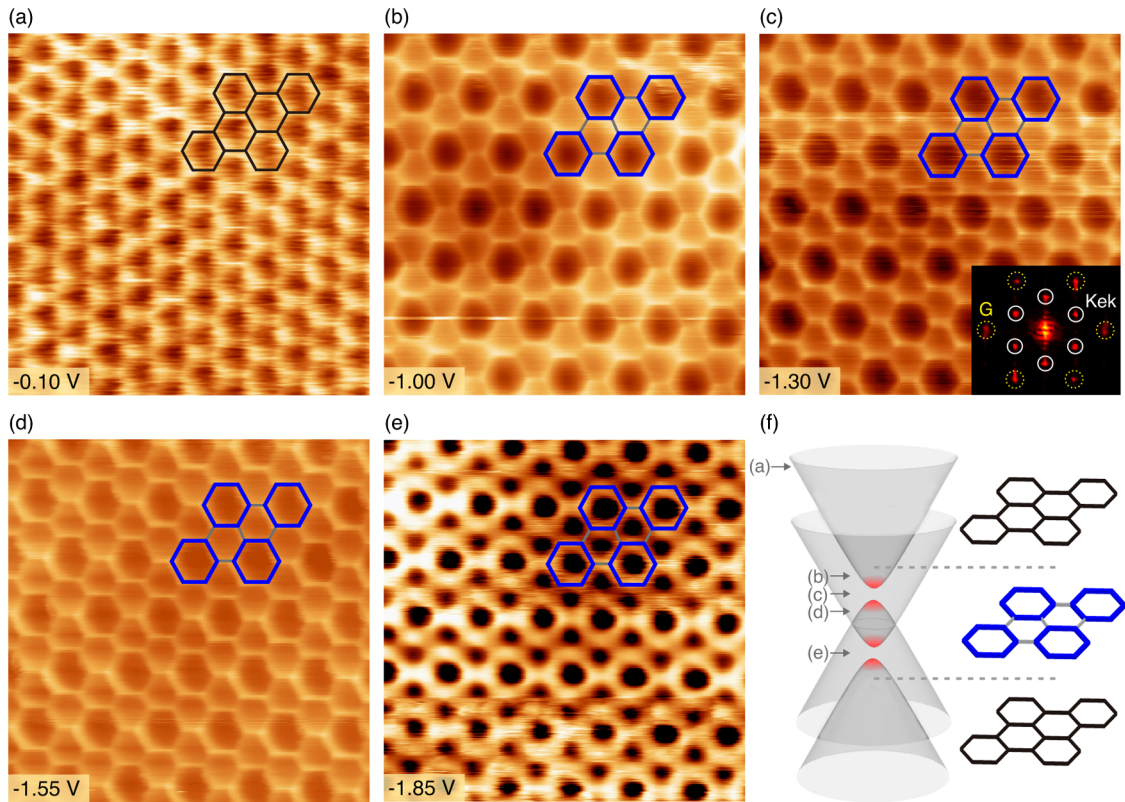 (a)
(b)
(c)
-0.10 V
-1.00 V
-1.30 V
G
Kek
(d)
(e)
(f)
-1.55 V
-1.85 V
(a)
(b)
(c)
(d)
(e)